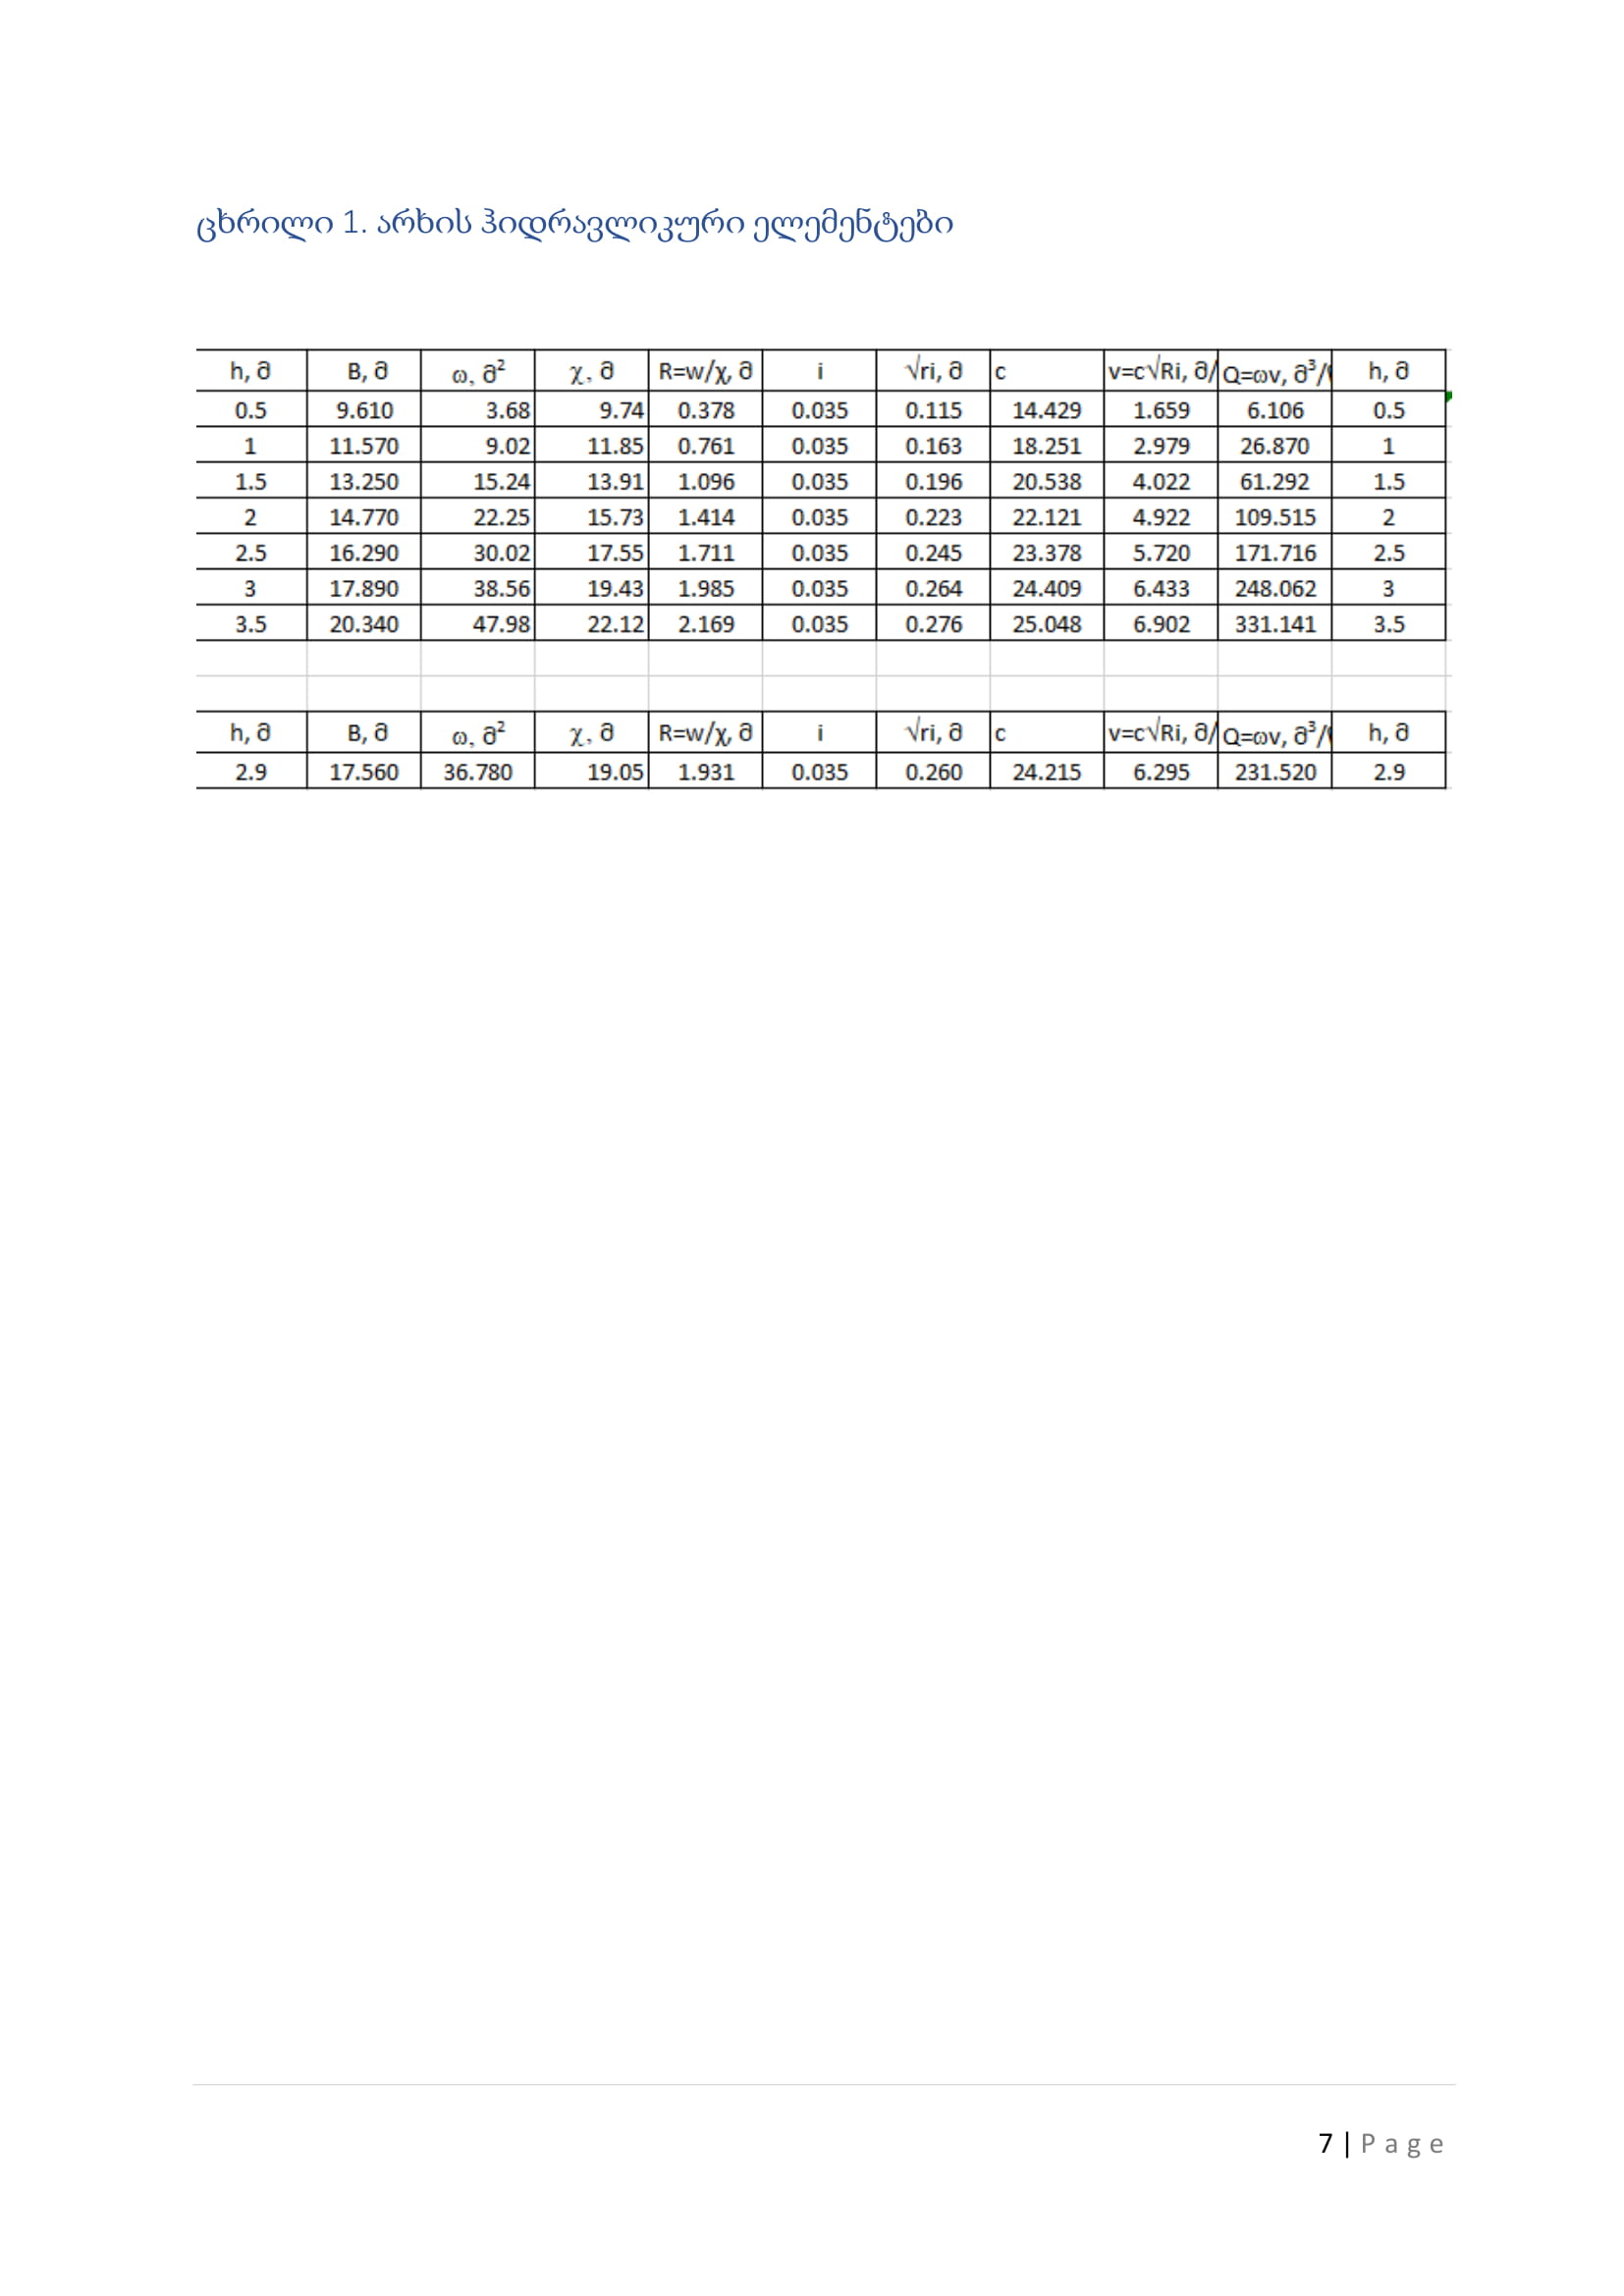 ცხრილი 1. არხის ჰიდრავლიკური ელემენტები
h, მ B, მ ω, მ² χ, მ R=w/χ, მ i √ri, მ c v=c√Ri, მ/ Q=ωv, მ³/ h, მ
0.5 9.610 3.68 9.74 0.378 0.035 0.115 14.429 1.659 6.106 0.5
1 11.570 9.02 11.85 0.761 0.035 0.163 18.251 2.979 26.870 1
1.5 13.250 15.24 13.91 1.096 0.035 0.196 20.538 4.022 61.292 1.5
2 14.770 22.25 15.73 1.414 0.035 0.223 22.121 4.922 109.515 2
2.5 16.290 30.02 17.55 1.711 0.035 0.245 23.378 5.720 171.716 2.5
3 17.890 38.56 19.43 1.985 0.035 0.264 24.409 6.433 248.062 3
3.5 20.340 47.98 22.12 2.169 0.035 0.276 25.048 6.902 331.141 3.5
h, მ B, მ ω, მ² χ, მ R=w/χ, მ i √ri, მ c v=c√Ri, მ/ Q=ωv, მ³/ h, მ
2.9 17.560 36.780 19.05 1.931 0.035 0.260 24.215 6.295 231.520 2.9
7 | Page